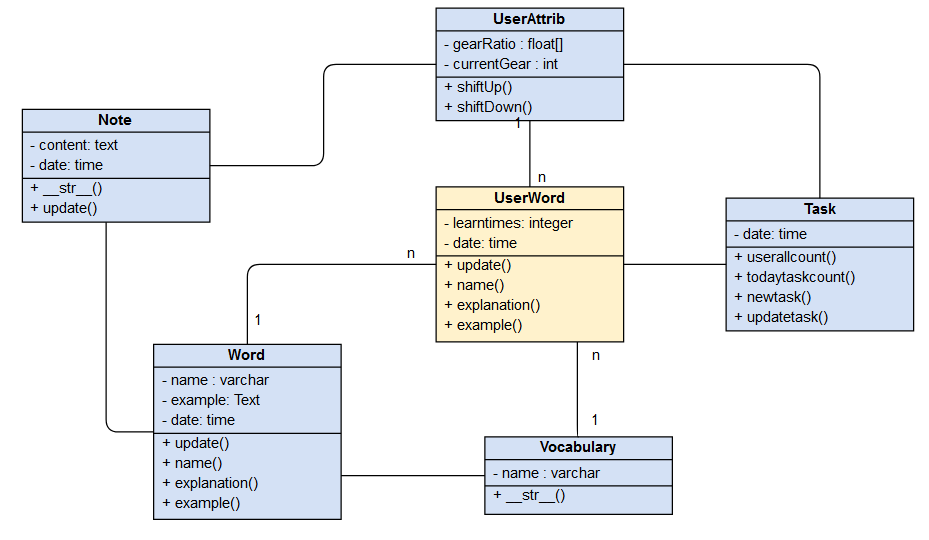 UserAttrib
- gearRatio : float[]
- currentGear : int
+ shiftUp()
+ shiftDown()
1
n
Note
- content: text
- date: time
+ __str__()
+ update()
UserWord
- learntimes: integer
- date: time
+ update()
+ name()
+ explanation()
+ example()
Task
- date: time
+ userallcount()
+ todaytaskcount()
+ newtask()
+ updatetask()
n
1
n
1
Word
- name : varchar
- example: Text
- date: time
+ update()
+ name()
+ explanation()
+ example()
Vocabulary
- name : varchar
+ __str__()